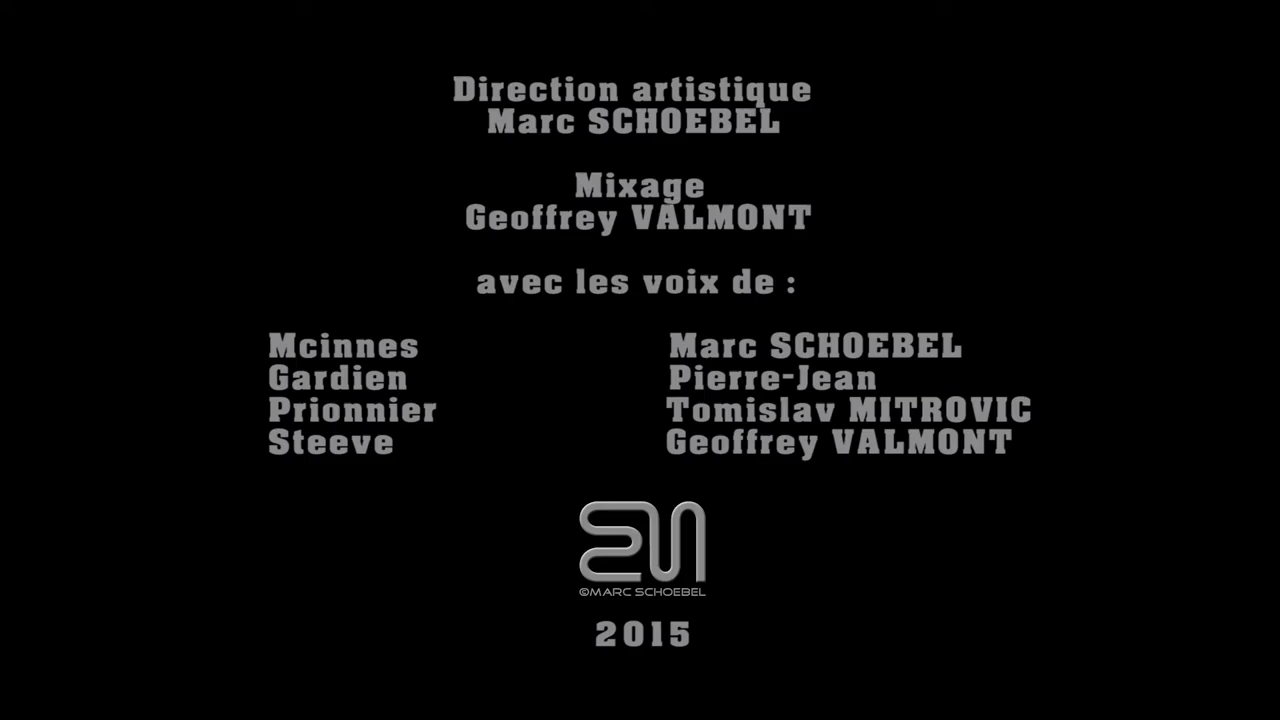 Direction artistique
Marc SCHOEBEL
Mixage
Geoffrey VALMONT
avec les voix de :
Mcinnes Marc SCHOEBEL
Gardien Pierre-Jean
Prionnier Tomislav MITROVIC
Steeve Geoffrey VALMONT
©MARC SCHOEBEL
2015